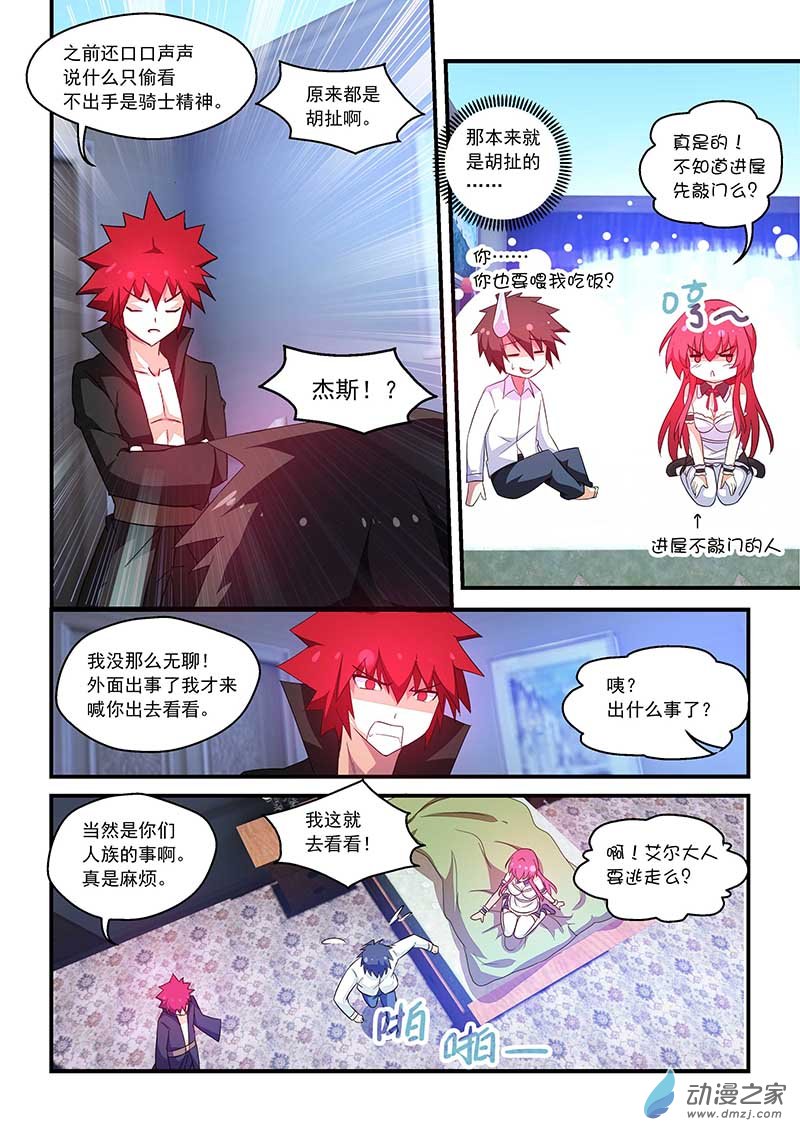 之前还口口声声
说什么只偷看
不出手是骑士精神。
原来都是
胡扯啊。
杰斯！？
那本来就
是胡扯的
……
真是的！
不知道进屋
先敲门么?
你……
你也要喂我吃饭?
哼～
↑
进屋不敲门的人
我没那么无聊!
外面出事了我才来
喊你出去看看。
咦?
出什么事了?
当然是你们
人族的事啊。
真是麻烦。
我这就
去看看!
啊！艾尔大人
要逃走么?
啪
啪—
动漫之家
www.dmzj.com